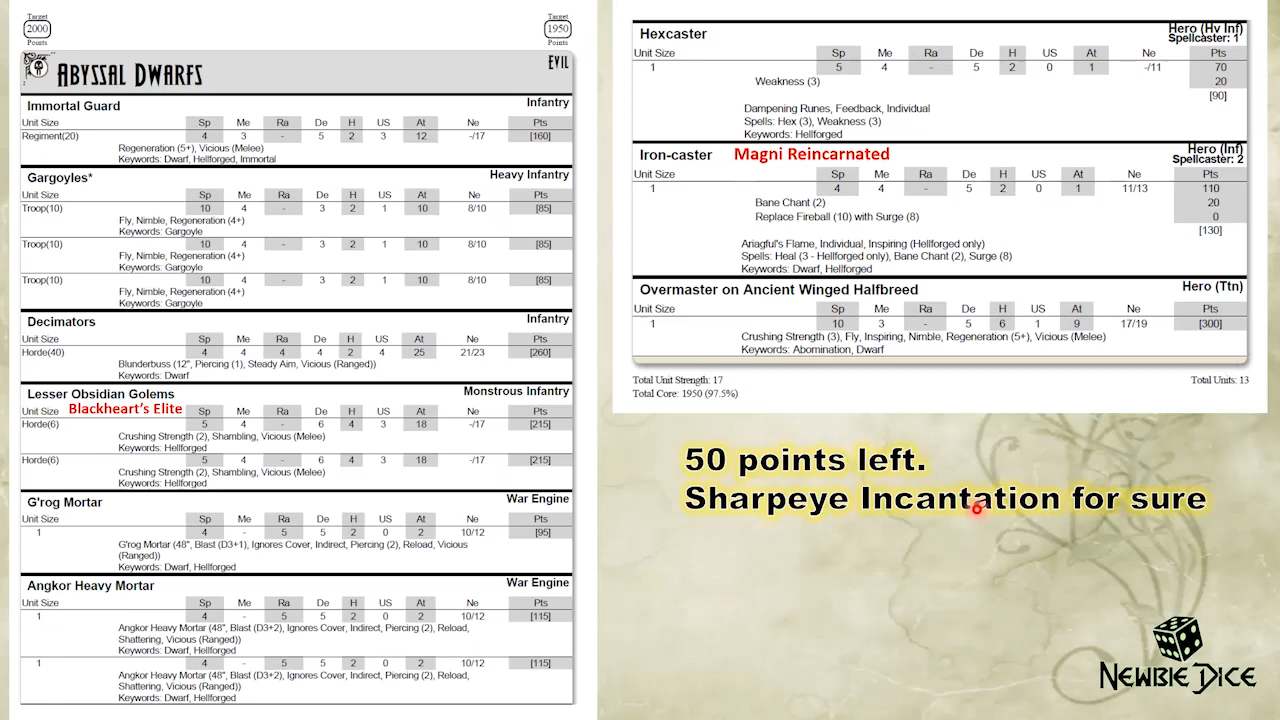 Target
2000
Points
Target
1950
Points
ABYSSAL DWARFS EVIL
Immortal Guard Infantry
Unit Size Sp Me Ra De H US At Ne Pts
Regiment(20) 4 3 - 5 2 3 12 -/17 [160]
Regeneration (5+), Vicious (Melee)
Keywords: Dwarf, Hellforged, Immortal
Gargoyles* Heavy Infantry
Unit Size Sp Me Ra De H US At Ne Pts
Troop(10) 10 4 - 3 2 1 10 8/10 [85]
Fly, Nimble, Regeneration (4+)
Keywords: Gargoyle
Troop(10) 10 4 - 3 2 1 10 8/10 [85]
Fly, Nimble, Regeneration (4+)
Keywords: Gargoyle
Troop(10) 10 4 - 3 2 1 10 8/10 [85]
Fly, Nimble, Regeneration (4+)
Keywords: Gargoyle
Decimators Infantry
Unit Size Sp Me Ra De H US At Ne Pts
Horde(40) 4 4 4 4 2 4 25 21/23 [260]
Blunderbuss (12", Piercing (1), Steady Aim, Vicious (Ranged))
Keywords: Dwarf
Lesser Obsidian Golems Monstrous Infantry
Unit Size Blackheart's Elite Sp Me Ra De H US At Ne Pts
Horde(6) 5 4 - 6 4 3 18 -/17 [215]
Crushing Strength (2), Shambling, Vicious (Melee)
Keywords: Hellforged
Horde(6) 5 4 - 6 4 3 18 -/17 [215]
Crushing Strength (2), Shambling, Vicious (Melee)
Keywords: Hellforged
G'rog Mortar War Engine
Unit Size Sp Me Ra De H US At Ne Pts
1 4 - 5 5 2 0 2 10/12 [95]
G'rog Mortar (48", Blast (D3+1), Ignores Cover, Indirect, Piercing (2), Reload, Vicious
(Ranged))
Keywords: Dwarf, Hellforged
Angkor Heavy Mortar War Engine
Unit Size Sp Me Ra De H US At Ne Pts
1 4 - 5 5 2 0 2 10/12 [115]
Angkor Heavy Mortar (48", Blast (D3+2), Ignores Cover, Indirect, Piercing (2), Reload,
Shattering, Vicious (Ranged))
Keywords: Dwarf, Hellforged
1 4 - 5 5 2 0 2 10/12 [115]
Angkor Heavy Mortar (48", Blast (D3+2), Ignores Cover, Indirect, Piercing (2), Reload,
Shattering, Vicious (Ranged))
Keywords: Dwarf, Hellforged
Hexcaster Hero (Hv Inf)
Spellcaster: 1
Unit Size Sp Me Ra De H US At Ne Pts
1 5 4 - 5 2 0 1 -/11 70
Weakness (3) 20
[90]
Dampening Runes, Feedback, Individual
Spells: Hex (3), Weakness (3)
Keywords: Hellforged
Iron-caster Magni Reincarnated Hero (Inf)
Spellcaster: 2
Unit Size Sp Me Ra De H US At Ne Pts
1 4 4 - 5 2 0 1 11/13 110
Bane Chant (2) 20
Replace Fireball (10) with Surge (8) 0
[130]
Ariagful's Flame, Individual, Inspiring (Hellforged only)
Spells: Heal (3 - Hellforged only), Bane Chant (2), Surge (8)
Keywords: Dwarf, Hellforged
Overmaster on Ancient Winged Halfbreed Hero (Ttn)
Unit Size Sp Me Ra De H US At Ne Pts
1 10 3 - 5 6 1 9 17/19 [300]
Crushing Strength (3), Fly, Inspiring, Nimble, Regeneration (5+), Vicious (Melee)
Keywords: Abomination, Dwarf
Total Unit Strength: 17 Total Units: 13
Total Core: 1950 (97.5%)
50 points left.
Sharpeye Incantation for sure
NEWBIE DICE